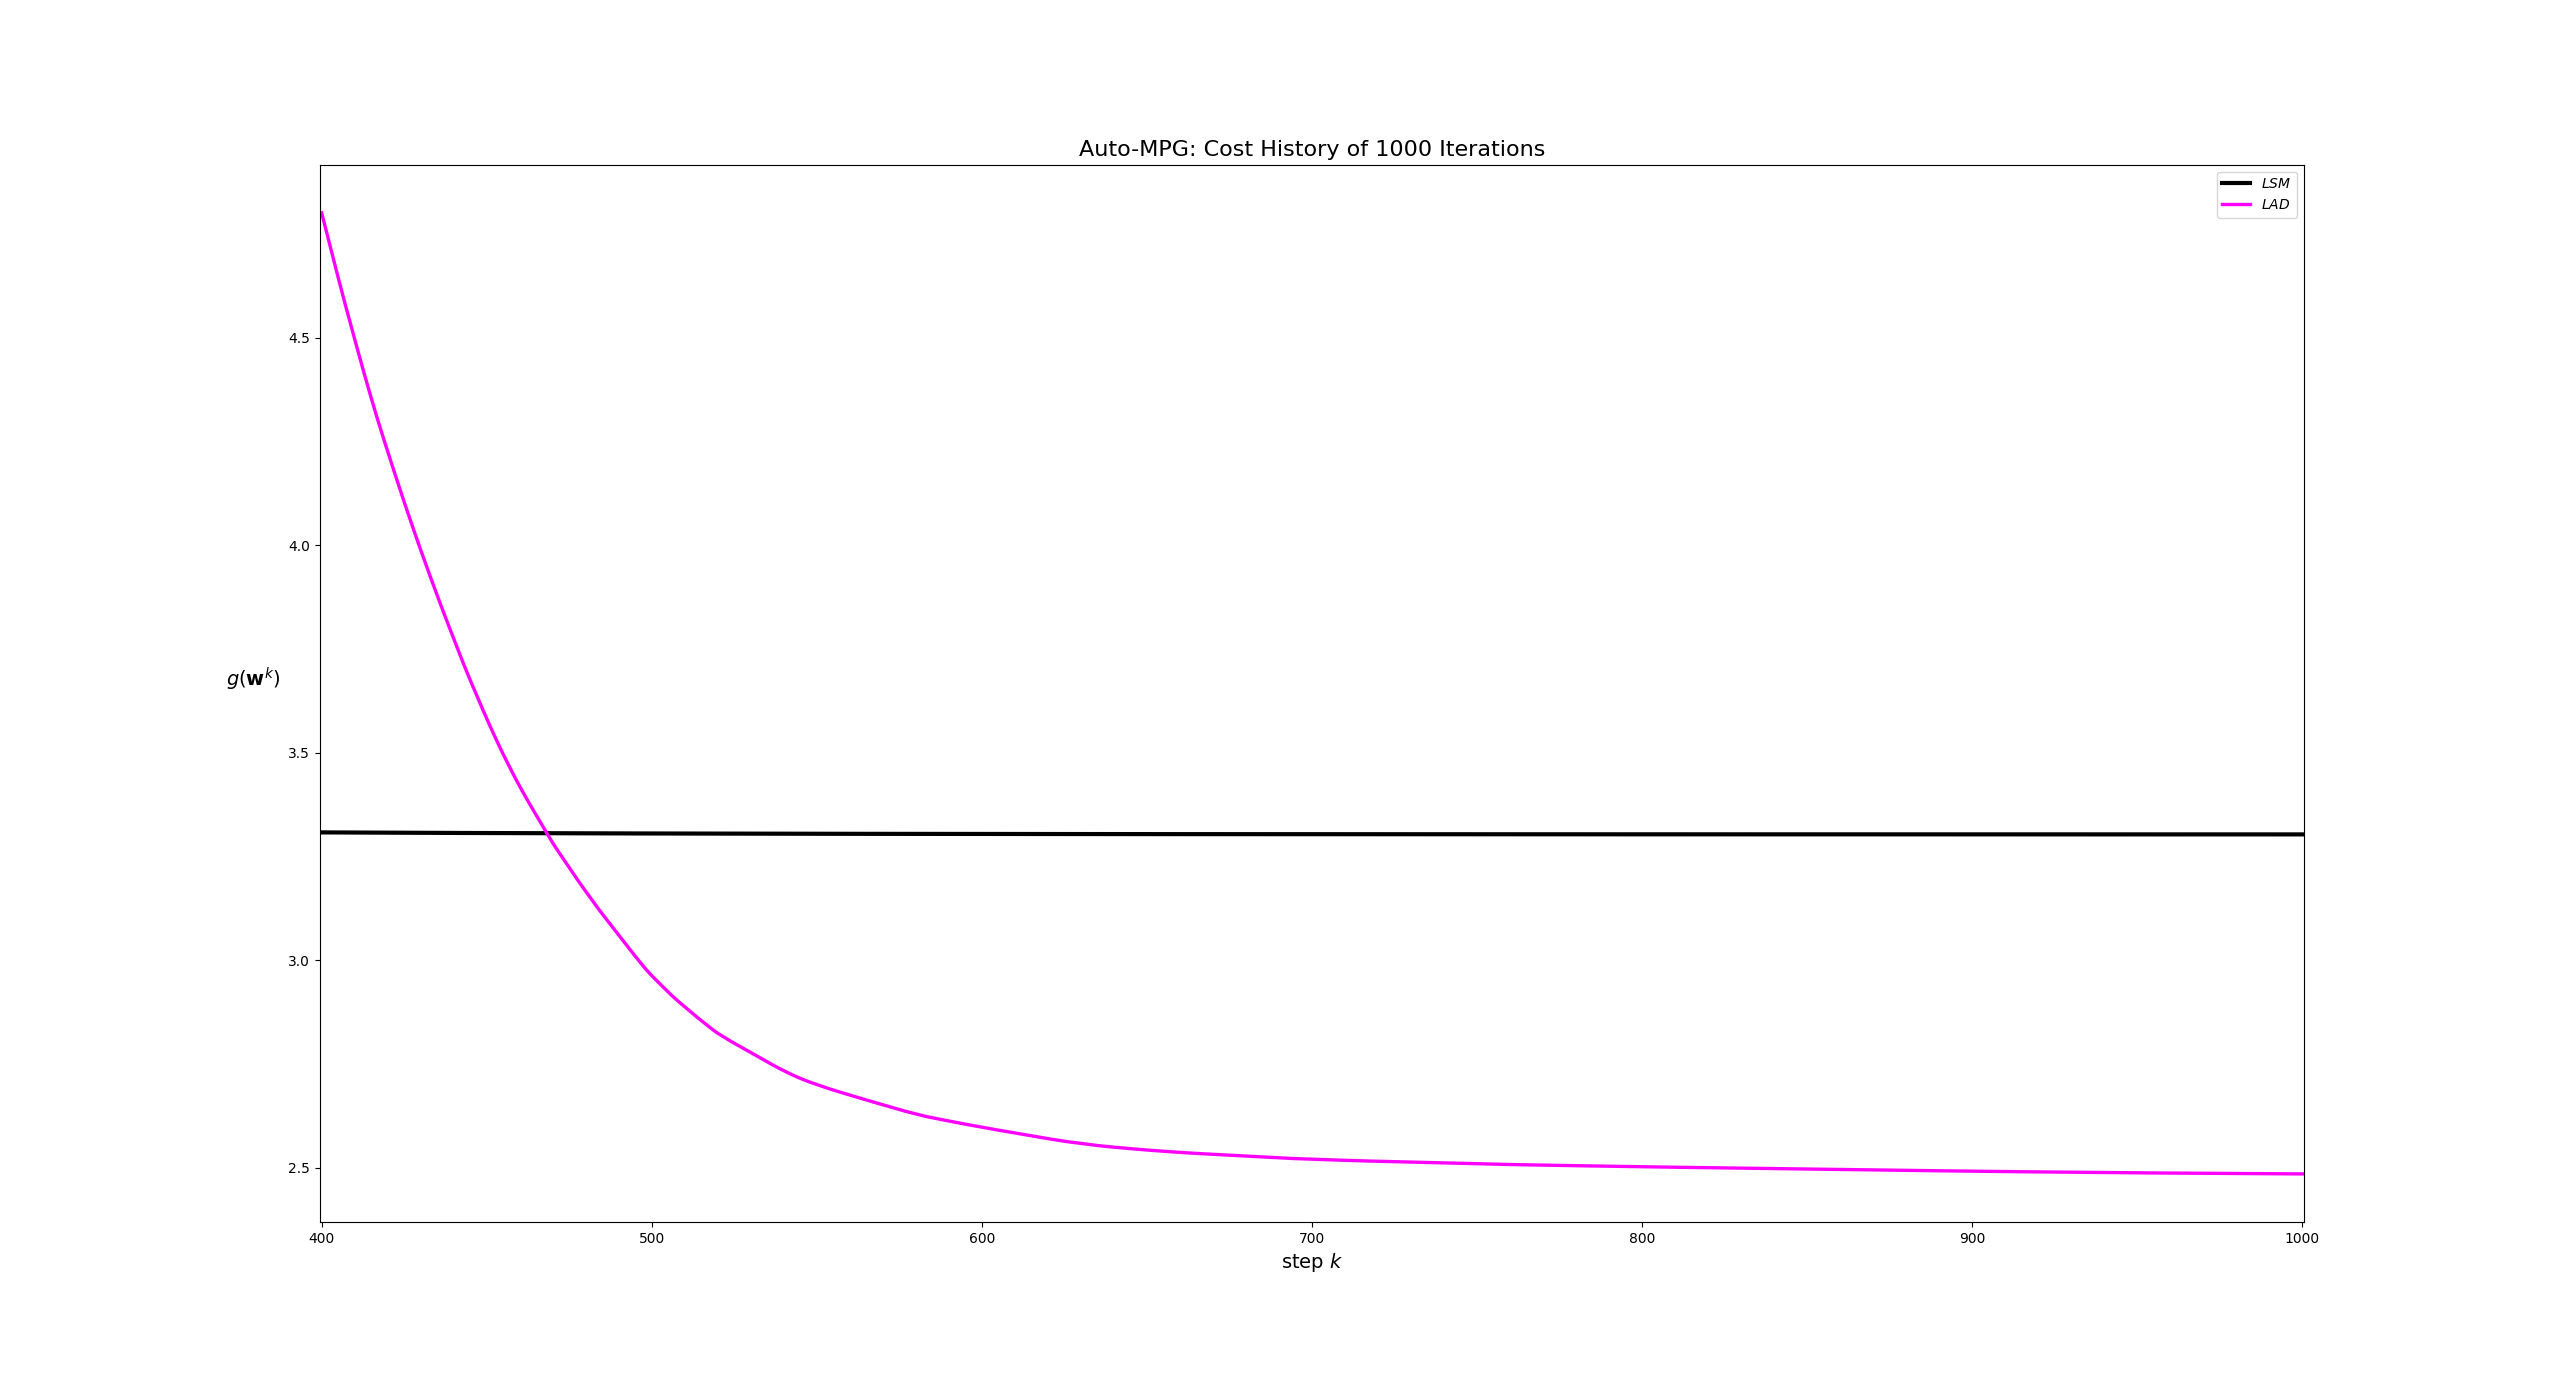 Auto-MPG: Cost History of 1000 Iterations
LSM
LAD
4.5
4.0
g(w^k)
3.5
3.0
2.5
400 500 600 700 800 900 1000
step k